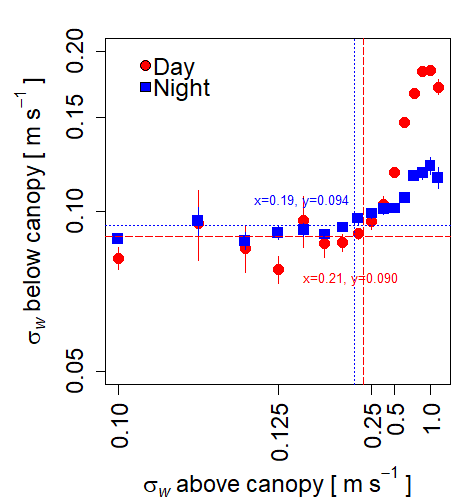 0.20
Day
Night
0.15
x=0.19, y=0.094
0.10
x=0.21, y=0.090
0.05
σw below canopy [ m s⁻¹ ]
0.10
0.125
0.25
0.5
1.0
σw above canopy [ m s⁻¹ ]